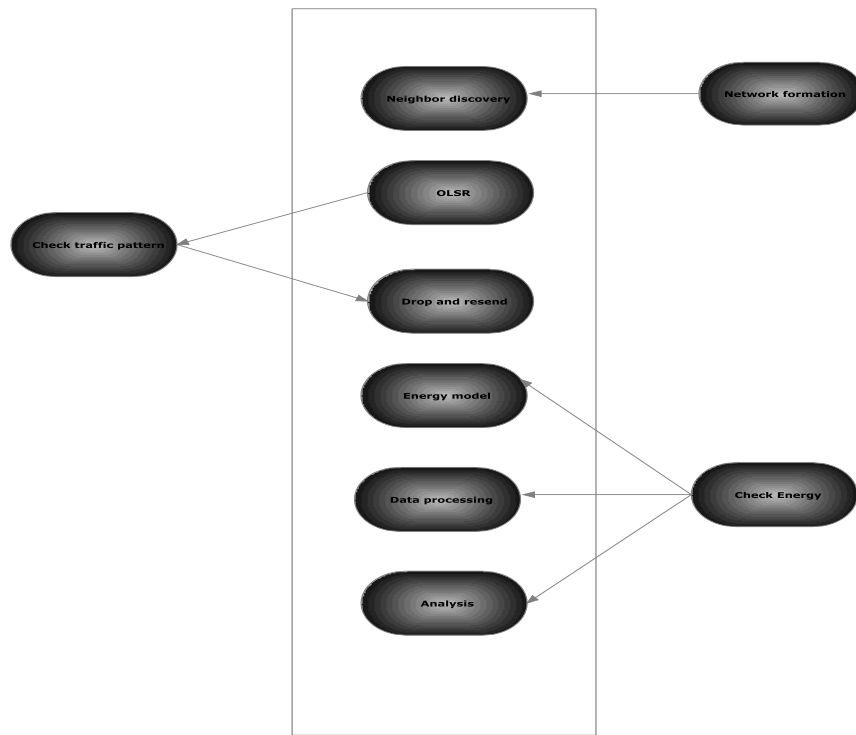 Neighbor discovery
Network formation
OLSR
Check traffic pattern
Drop and resend
Energy model
Data processing
Check Energy
Analysis